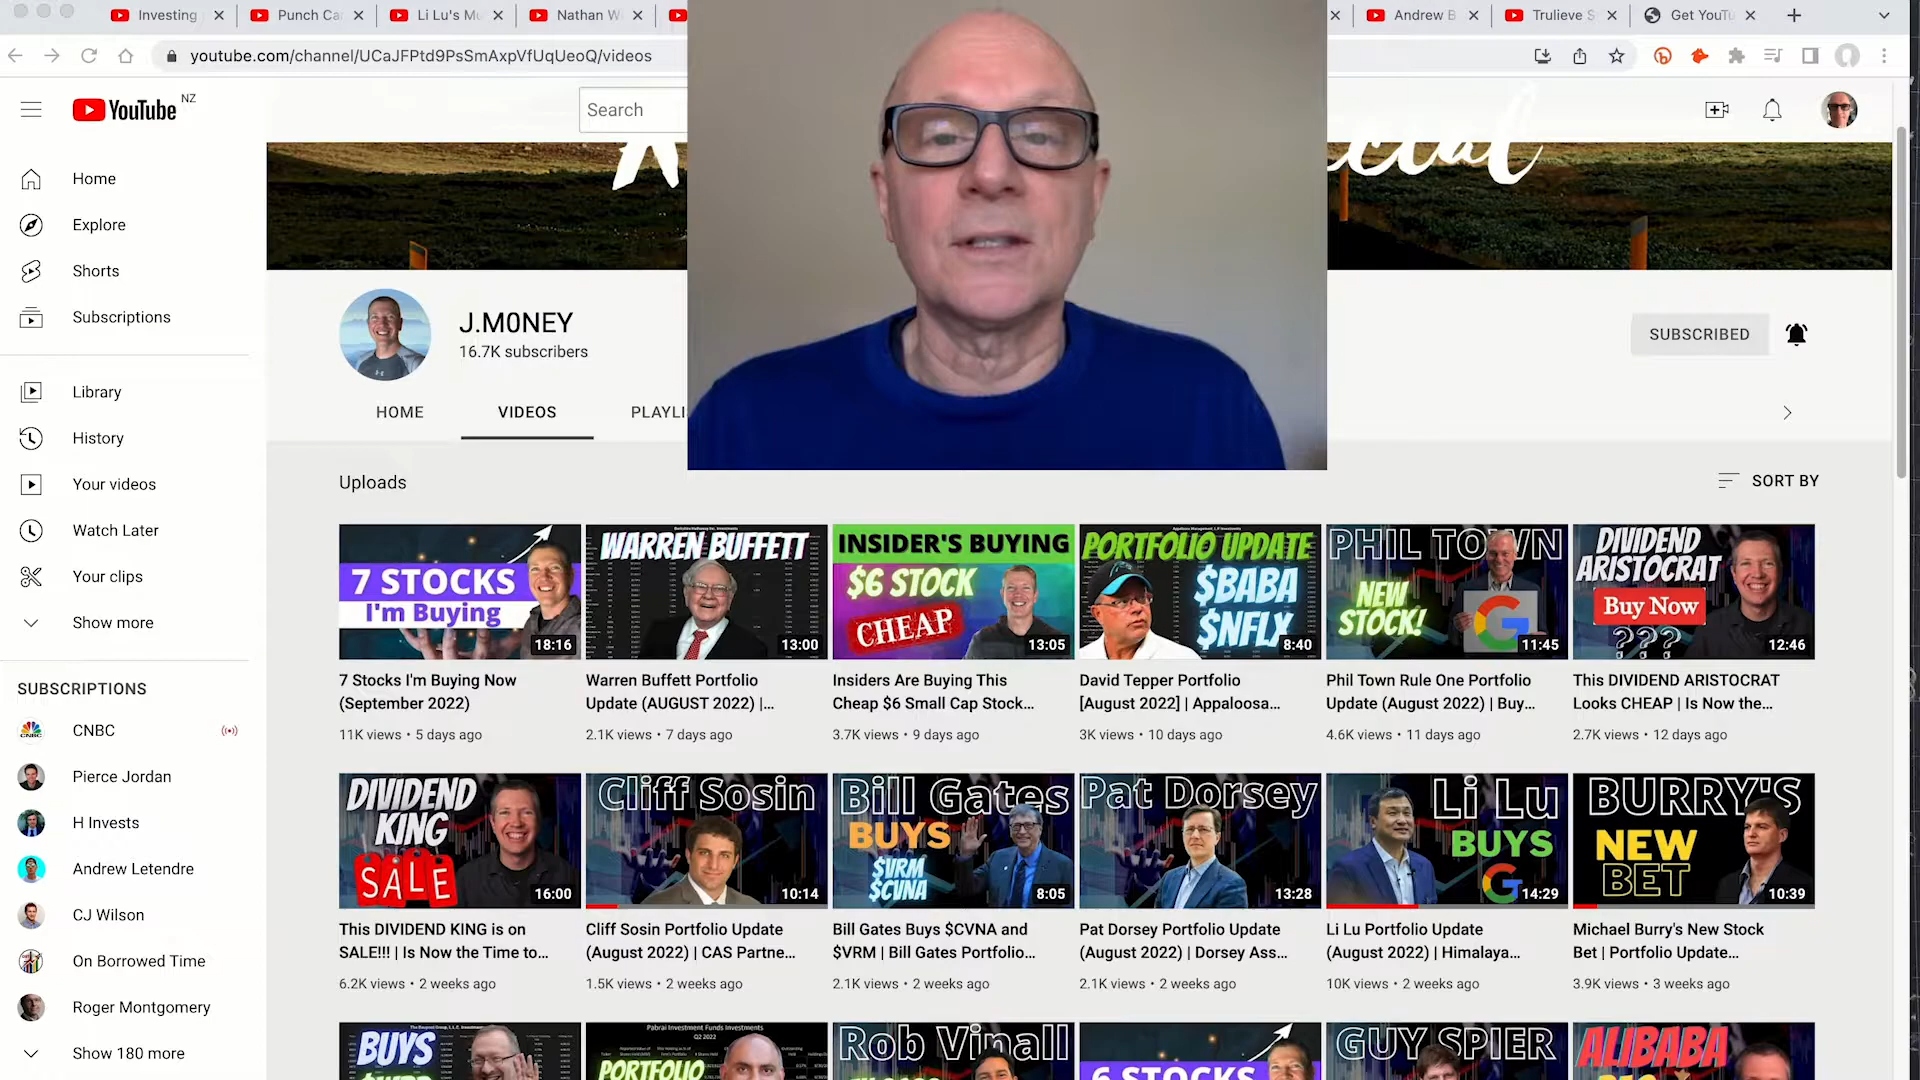 Investing
Punch Ca
Li Lu's M
Nathan W
Andrew B
Trulieve S
Get YouTu
youtube.com/channel/UCaJFPtd9PsSmAxpVfUqUeoQ/videos
YouTube NZ
Search
Home
Explore
Shorts
Subscriptions
Library
History
Your videos
Watch Later
Your clips
Show more
SUBSCRIPTIONS
CNBC
Pierce Jordan
H Invests
Andrew Letendre
CJ Wilson
On Borrowed Time
Roger Montgomery
Show 180 more
J.M0NEY
16.7K subscribers
SUBSCRIBED
HOME
VIDEOS
PLAYLI
Uploads
SORT BY
7 STOCKS
I'm Buying
18:16
WARREN BUFFETT
13:00
INSIDER'S BUYING
$6 STOCK
CHEAP
13:05
PORTFOLIO UPDATE
$BABA
$NFLX
8:40
PHIL TOWN
NEW
STOCK!
11:45
DIVIDEND
ARISTOCRAT
Buy Now
???
12:46
7 Stocks I'm Buying Now
(September 2022)
11K views • 5 days ago
Warren Buffett Portfolio
Update (AUGUST 2022) |...
2.1K views • 7 days ago
Insiders Are Buying This
Cheap $6 Small Cap Stock...
3.7K views • 9 days ago
David Tepper Portfolio
[August 2022] | Appaloosa...
3K views • 10 days ago
Phil Town Rule One Portfolio
Update (August 2022) | Buy...
4.6K views • 11 days ago
This DIVIDEND ARISTOCRAT
Looks CHEAP | Is Now the...
2.7K views • 12 days ago
DIVIDEND
KING
SALE
16:00
Cliff Sosin
10:14
Bill Gates
BUYS
$VRM
$CVNA
8:05
Pat Dorsey
13:28
Li Lu
BUYS
G
14:29
BURRY'S
NEW
BET
10:39
This DIVIDEND KING is on
SALE!!! | Is Now the Time to...
6.2K views • 2 weeks ago
Cliff Sosin Portfolio Update
(August 2022) | CAS Partne...
1.5K views • 2 weeks ago
Bill Gates Buys $CVNA and
$VRM | Bill Gates Portfolio...
2.1K views • 2 weeks ago
Pat Dorsey Portfolio Update
(August 2022) | Dorsey Ass...
2.1K views • 2 weeks ago
Li Lu Portfolio Update
(August 2022) | Himalaya...
10K views • 2 weeks ago
Michael Burry's New Stock
Bet | Portfolio Update...
3.9K views • 3 weeks ago
BUYS
Pabrai Investment Funds Investments
Q2 2022
PORTFOLIO
Rob Vinall
6 STOCKS
GUY SPIER
ALIBABA